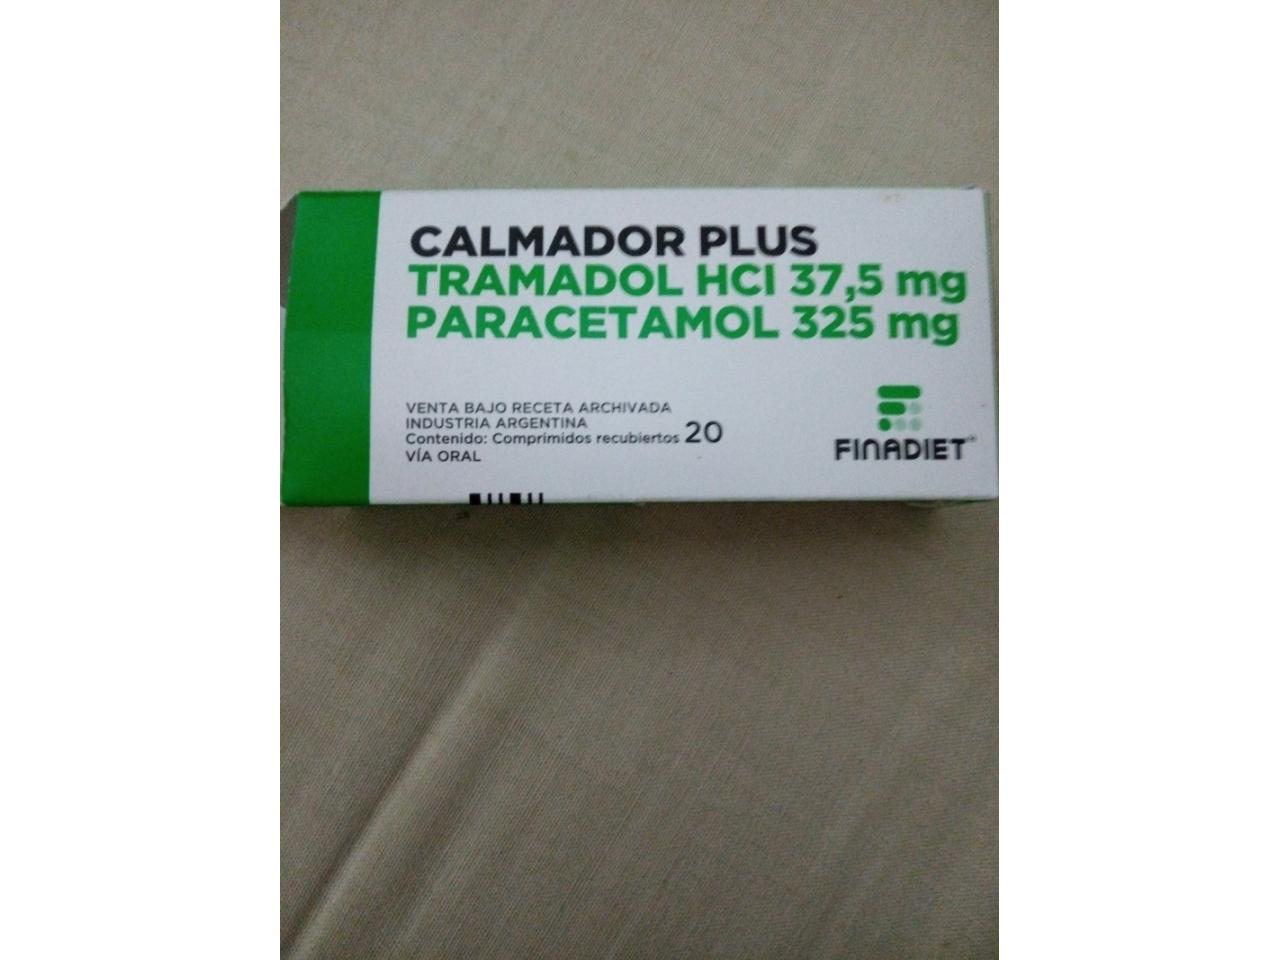 CALMADOR PLUS
TRAMADOL HCl 37,5 mg
PARACETAMOL 325 mg
VENTA BAJO RECETA ARCHIVADA
INDUSTRIA ARGENTINA
Contenido: Comprimidos recubiertos 20
VÍA ORAL
FINADIET